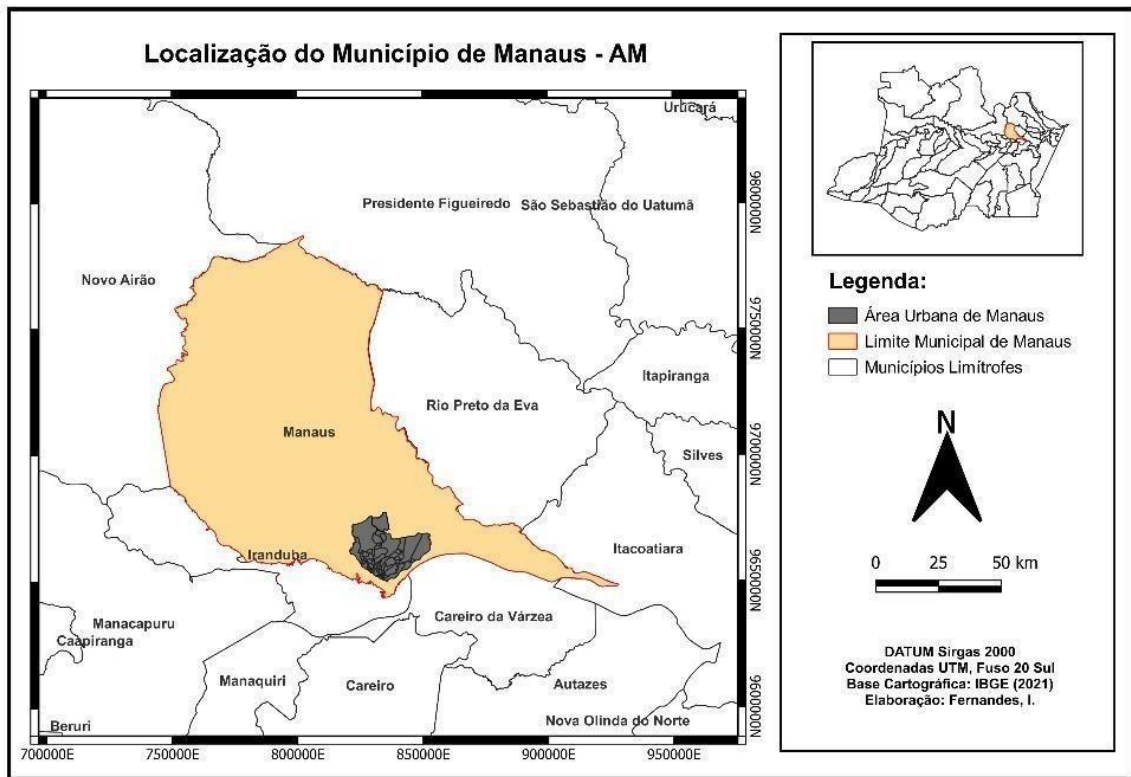 Localização do Município de Manaus - AM
Urucará
Presidente Figueiredo
São Sebastião do Uatumã
Novo Airão
Itapiranga
Rio Preto da Eva
Manaus
Silves
Iranduba
Itacoatiara
Careiro da Várzea
Manacapuru
Caapiranga
Manaquiri
Careiro
Autazes
Beruri
Nova Olinda do Norte
9800000N
9750000N
9700000N
9650000N
9600000N
700000E
750000E
800000E
850000E
900000E
950000E
Legenda:
Área Urbana de Manaus
Limite Municipal de Manaus
Municípios Limítrofes
N
0 25 50 km
DATUM Sirgas 2000
Coordenadas UTM, Fuso 20 Sul
Base Cartográfica: IBGE (2021)
Elaboração: Fernandes, I.